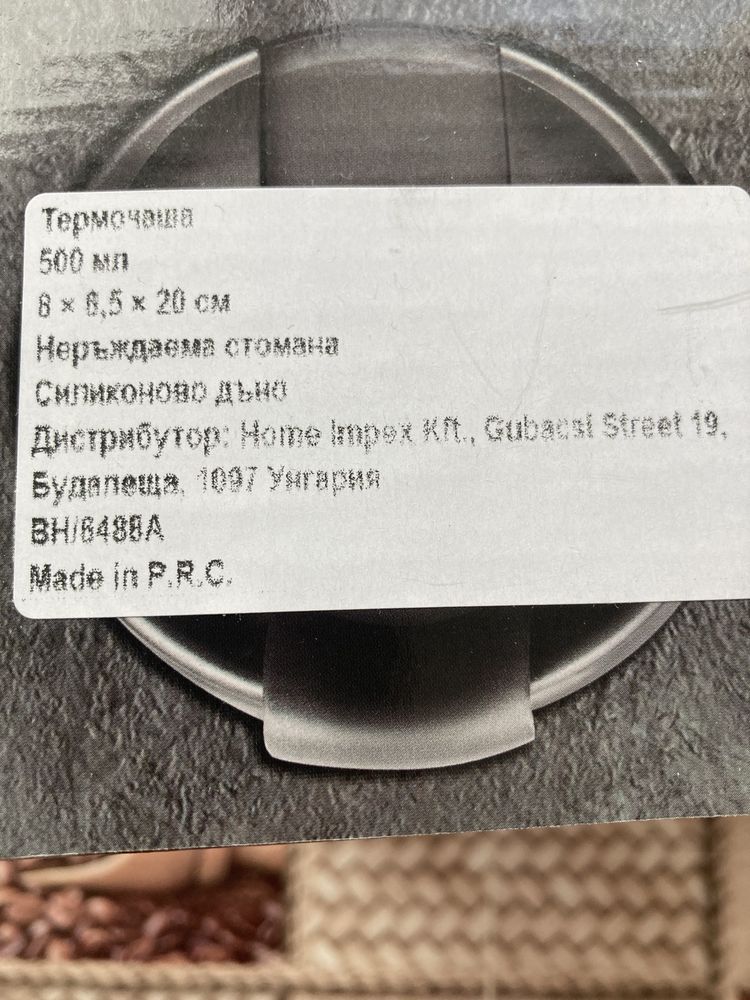 Термочаша
500 мл
8 × 8,5 × 20 см
Неръждаема стомана
Силиконово дъно
Дистрибутор: Home Impex Kft., Gubacsi Street 19,
Будапеща, 1097 Унгария
BH/6488A
Made in P.R.C.